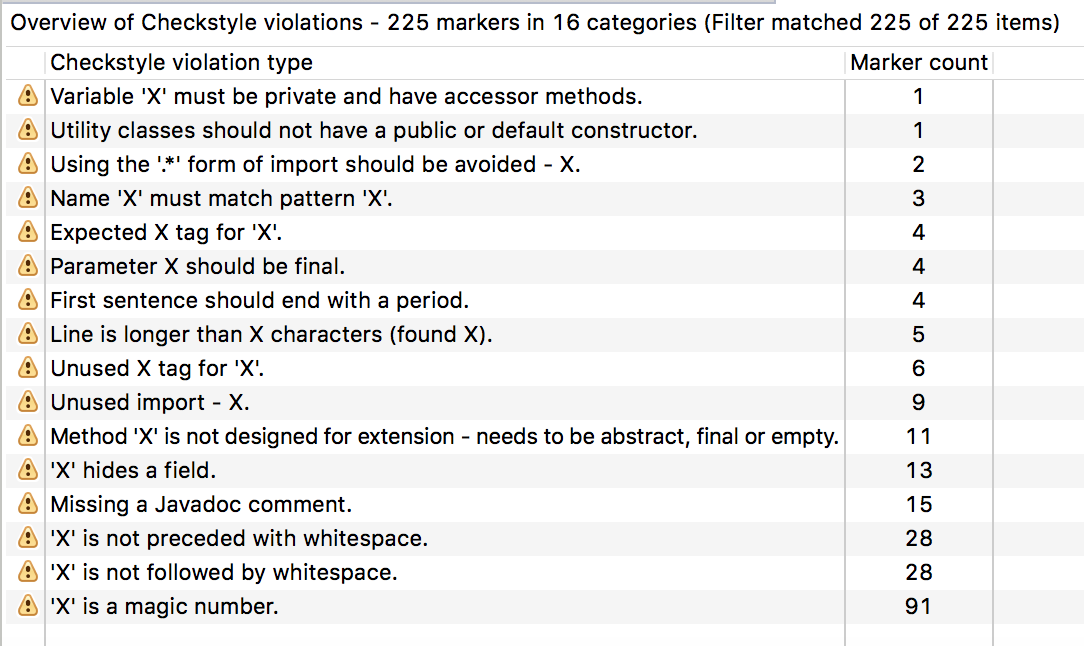 Overview of Checkstyle violations - 225 markers in 16 categories (Filter matched 225 of 225 items)
Checkstyle violation type Marker count
Variable 'X' must be private and have accessor methods. 1
Utility classes should not have a public or default constructor. 1
Using the '.*' form of import should be avoided - X. 2
Name 'X' must match pattern 'X'. 3
Expected X tag for 'X'. 4
Parameter X should be final. 4
First sentence should end with a period. 4
Line is longer than X characters (found X). 5
Unused X tag for 'X'. 6
Unused import - X. 9
Method 'X' is not designed for extension - needs to be abstract, final or empty. 11
'X' hides a field. 13
Missing a Javadoc comment. 15
'X' is not preceded with whitespace. 28
'X' is not followed by whitespace. 28
'X' is a magic number. 91